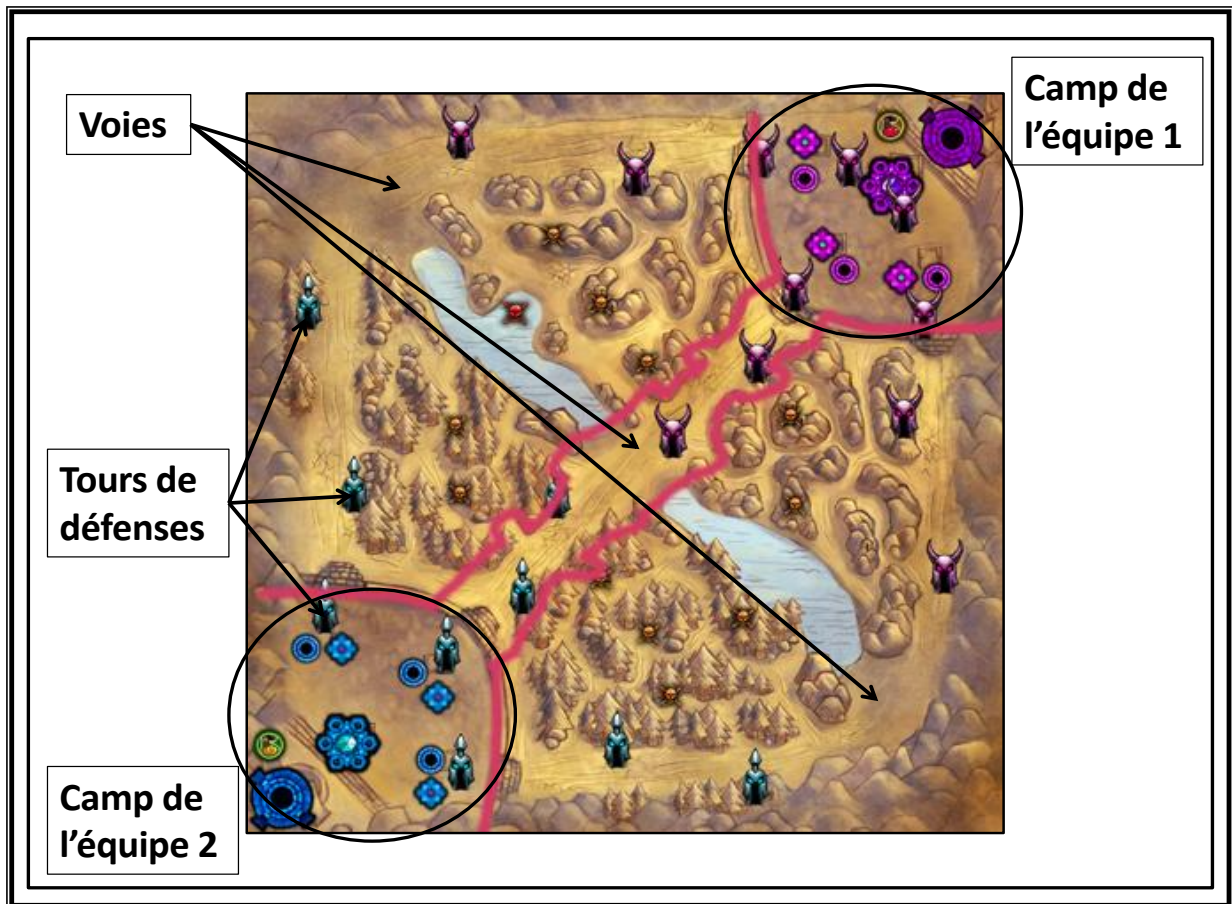 Voies
Camp de
l’équipe 1
Tours de
défenses
Camp de
l’équipe 2